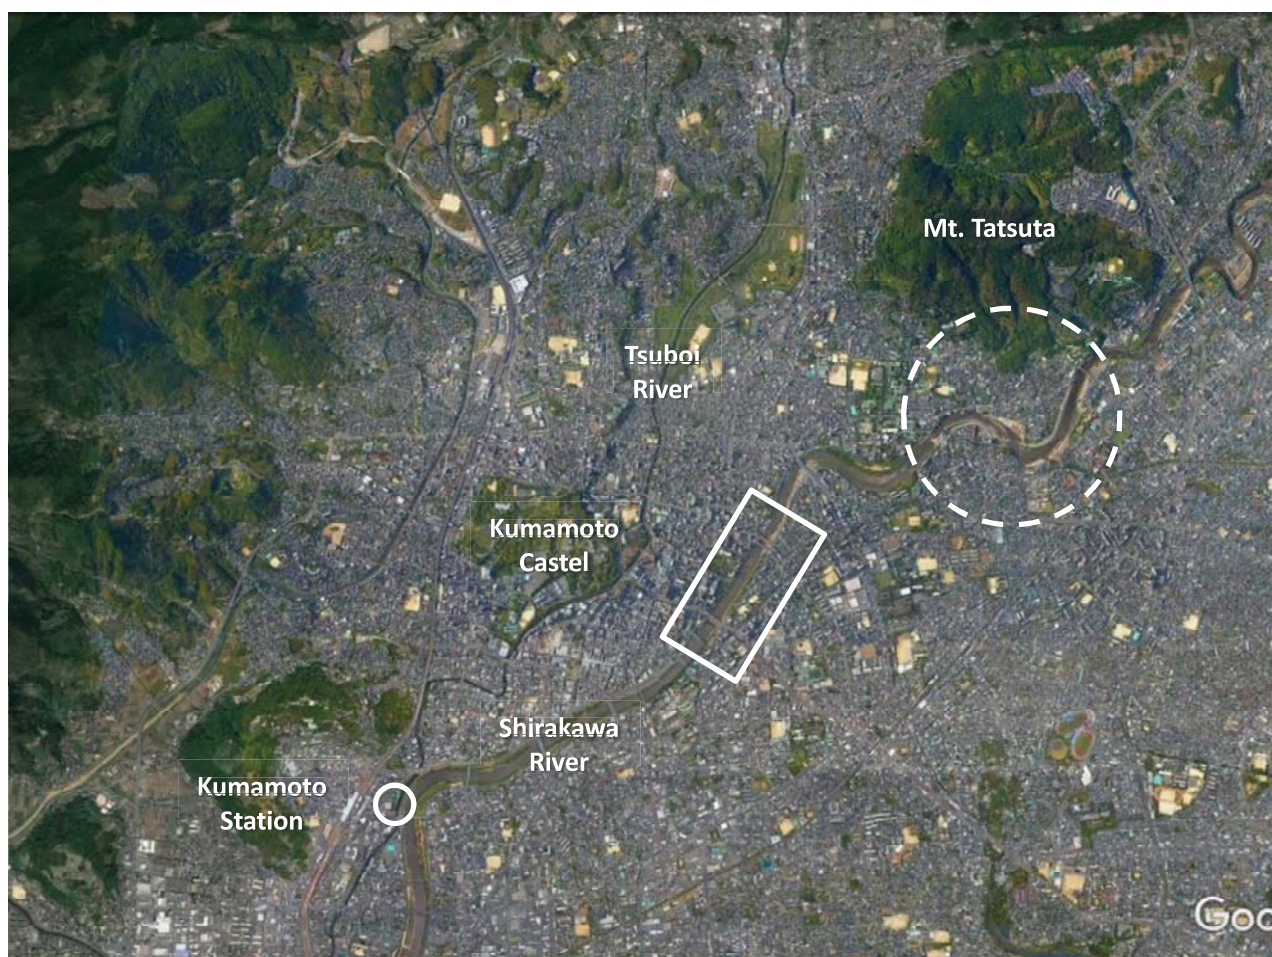 Mt. Tatsuta
Tsuboi
River
Kumamoto
Castel
Shirakawa
River
Kumamoto
Station
Goo